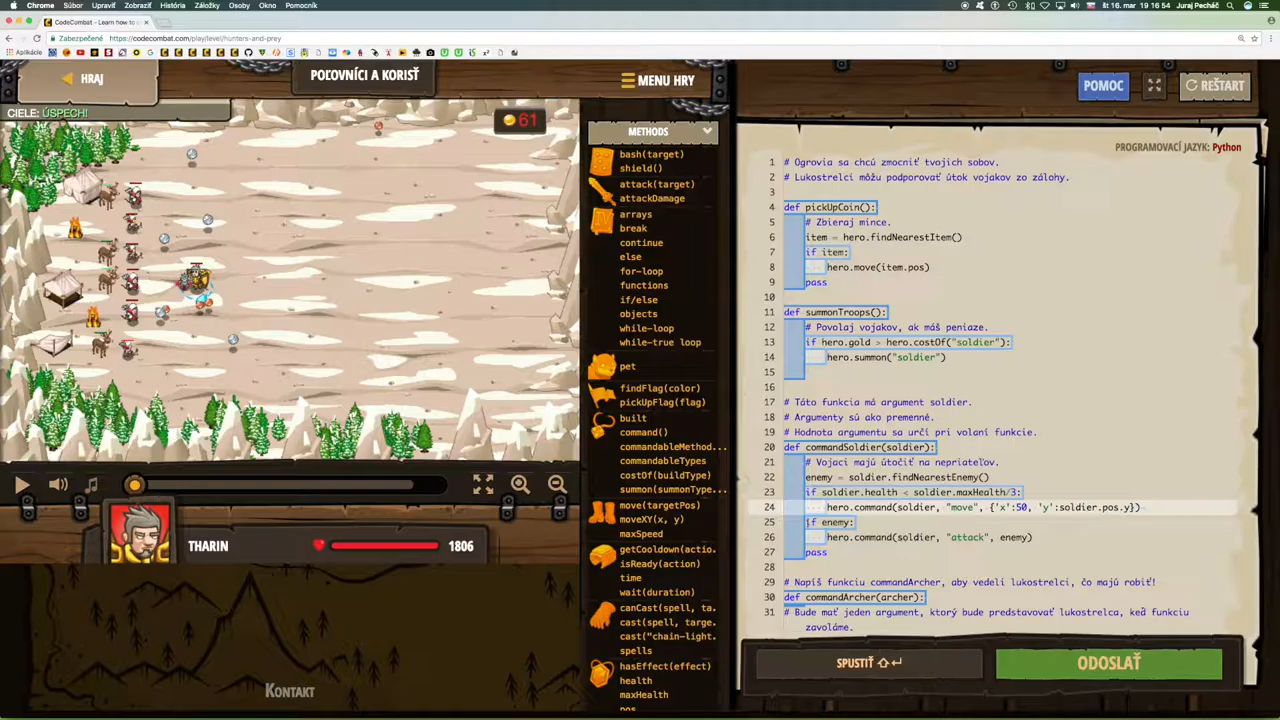 Chrome Súbor Upraviť Zobraziť História Záložky Osoby Okno Pomocník
št 16. mar 19 16 54 Juraj Pecháč
CodeCombat - Learn how to
Zabezpečené https://codecombat.com/play/level/hunters-and-prey
Aplikácie
HRAJ
POĽOVNÍCI A KORISŤ
MENU HRY
POMOC
REŠTART
CIELE: ÚSPECH!
61
METHODS
bash(target)
shield()
attack(target)
attackDamage
arrays
break
continue
else
for-loop
functions
if/else
objects
while-loop
while-true loop
pet
findFlag(color)
pickUpFlag(flag)
built
command()
commandableMethod...
commandableTypes
costOf(buildType)
summon(summonType...
move(targetPos)
moveXY(x, y)
maxSpeed
getCooldown(actio...
isReady(action)
time
wait(duration)
canCast(spell, ta.
cast(spell, targe.
cast("chain-light.
spells
hasEffect(effect)
health
maxHealth
pos
THARIN
1806
KONTAKT
PROGRAMOVACÍ JAZYK: Python
1 # Ogrovia sa chcú zmocniť tvojich sobov.
2 # Lukostrelci môžu podporovať útok vojakov zo zálohy.
3
4 def pickUpCoin():
5 # Zbieraj mince.
6 item = hero.findNearestItem()
7 if item:
8 hero.move(item.pos)
9 pass
10
11 def summonTroops():
12 # Povolaj vojakov, ak máš peniaze.
13 if hero.gold > hero.costOf("soldier"):
14 hero.summon("soldier")
15
16
17 # Táto funkcia má argument soldier.
18 # Argumenty sú ako premenné.
19 # Hodnota argumentu sa určí pri volaní funkcie.
20 def commandSoldier(soldier):
21 # Vojaci majú útočiť na nepriateľov.
22 enemy = soldier.findNearestEnemy()
23 if soldier.health < soldier.maxHealth/3:
24 hero.command(soldier, "move", {'x':50, 'y':soldier.pos.y})
25 if enemy:
26 hero.command(soldier, "attack", enemy)
27 pass
28
29 # Napíš funkciu commandArcher, aby vedeli lukostrelci, čo majú robiť!
30 def commandArcher(archer):
31 # Bude mať jeden argument, ktorý bude predstavovať lukostrelca, keď funkciu
zavoláme.
SPUSTIŤ
ODOSLAŤ